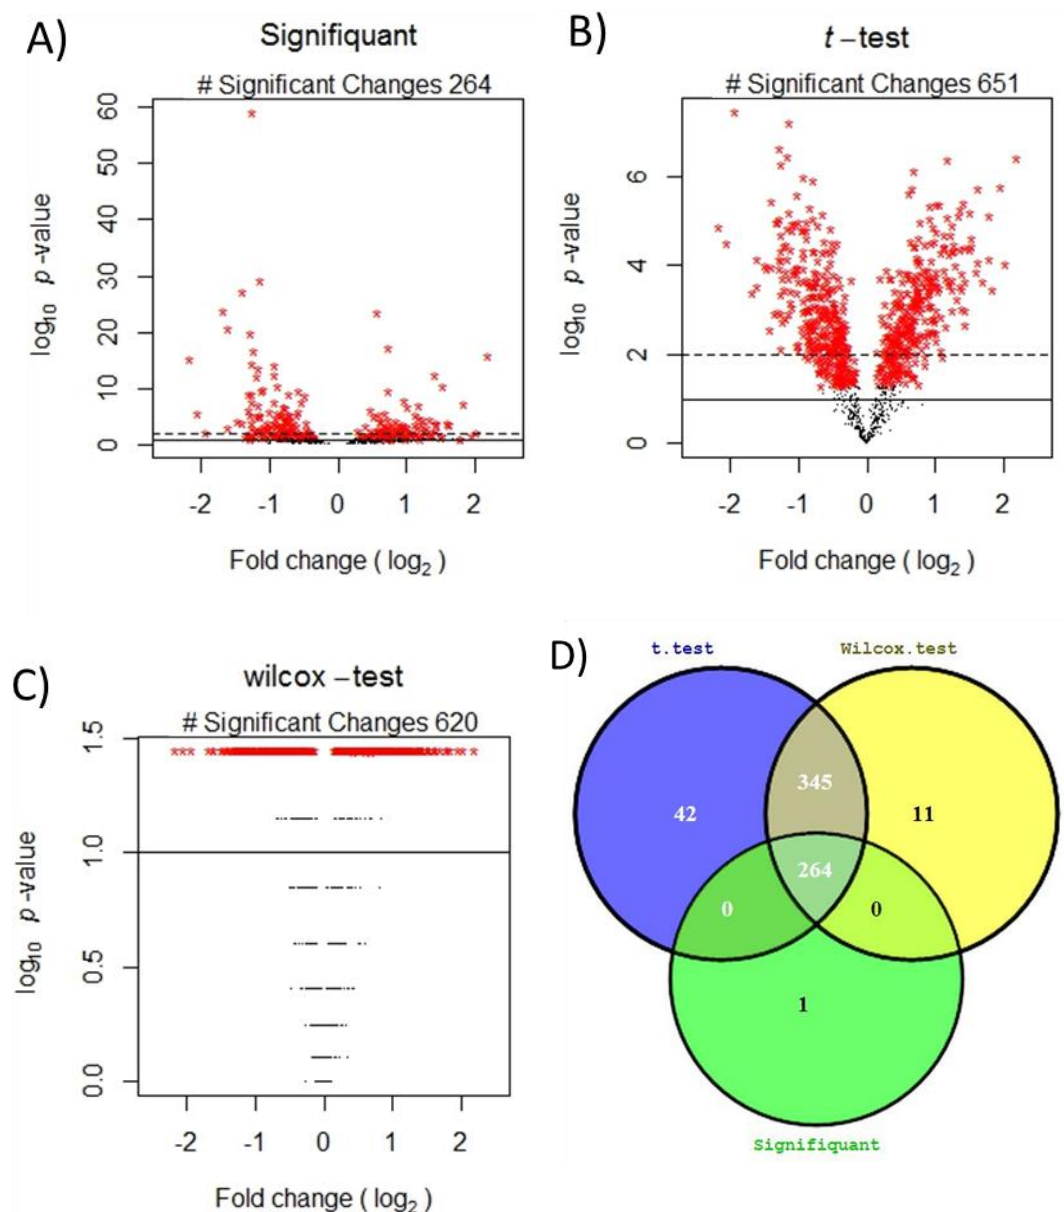 A)
Signifiquant
# Significant Changes 264
60
50
40
30
20
10
0
log10 p-value
-2 -1 0 1 2
Fold change ( log2 )
B)
t-test
# Significant Changes 651
6
4
2
0
log10 p-value
-2 -1 0 1 2
Fold change ( log2 )
C)
wilcox-test
# Significant Changes 620
1.5
1.0
0.5
0.0
log10 p-value
-2 -1 0 1 2
Fold change ( log2 )
D)
t.test
Wilcox.test
345
42
11
264
0
0
1
Signifiquant